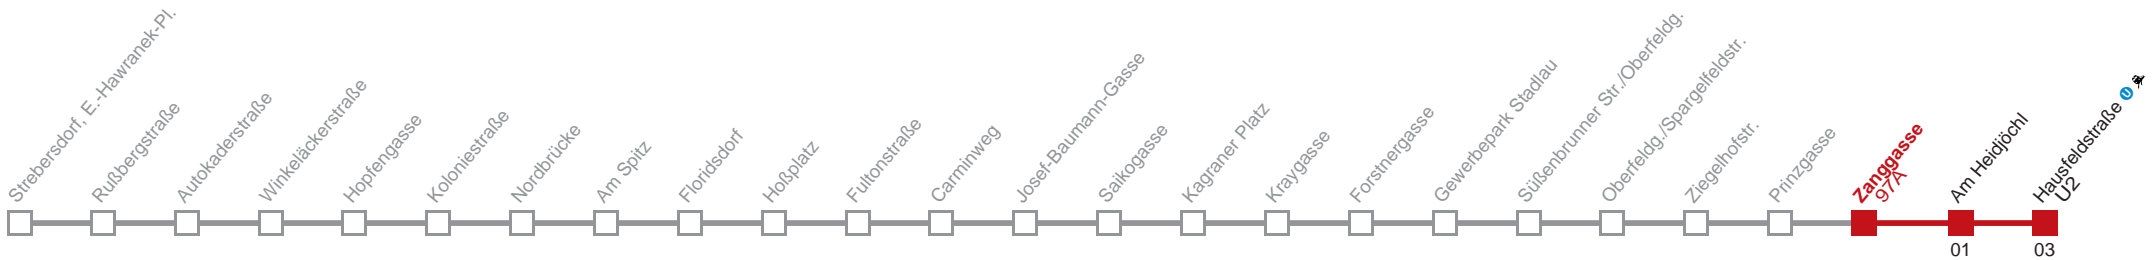 Strebersdorf, E.-Hawranek-Pl.
Rußbergstraße
Autokaderstraße
Winkeläckerstraße
Hopfengasse
Koloniestraße
Nordbrücke
Am Spitz
Floridsdorf
Hoßplatz
Fultonstraße
Carminweg
Josef-Baumann-Gasse
Saikogasse
Kagraner Platz
Kraygasse
Forstnergasse
Gewerbepark Stadlau
Süßenbrunner Str./Oberfeldg.
Oberfeldg./Spargelfeldstr.
Ziegelhofstr.
Prinzgasse
Zanggasse
97A
Am Heidjöchl
Hausfeldstraße U
U2
01
03